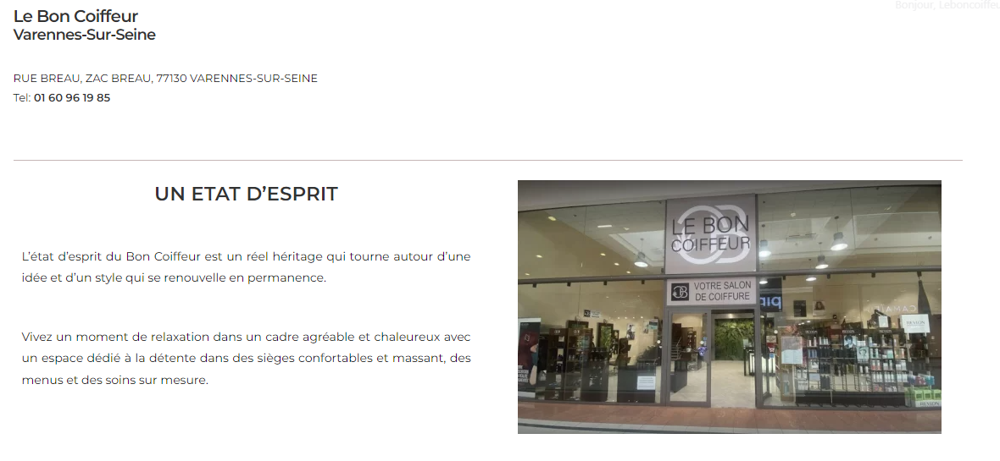 Bonjour, Leboncoiffeu
Le Bon Coiffeur
Varennes-Sur-Seine
RUE BREAU, ZAC BREAU, 77130 VARENNES-SUR-SEINE
Tel: 01 60 96 19 85
UN ETAT D’ESPRIT
L’état d’esprit du Bon Coiffeur est un réel héritage qui tourne autour d’une
idée et d’un style qui se renouvelle en permanence.
Vivez un moment de relaxation dans un cadre agréable et chaleureux avec
un espace dédié à la détente dans des sièges confortables et massant, des
menus et des soins sur mesure.
LE BON
COIFFEUR
VOTRE SALON
DE COIFFURE
REVLON
REVLON